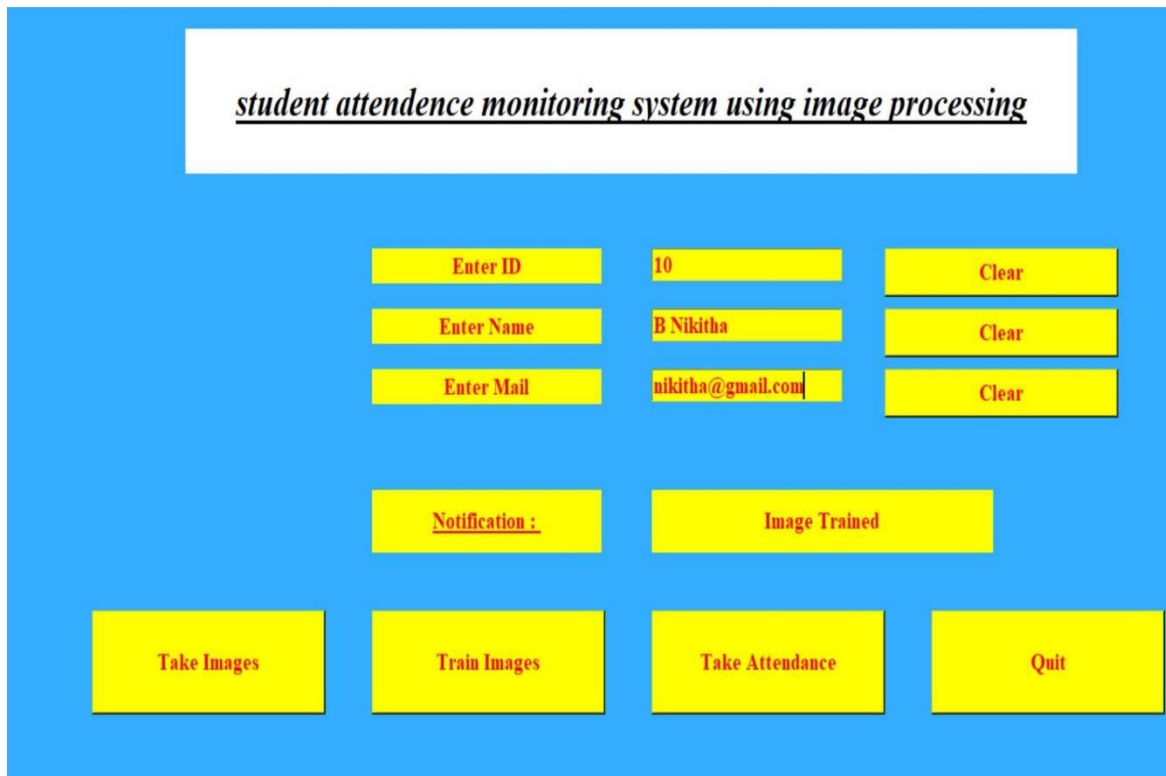 student attendence monitoring system using image processing
Enter ID 10 Clear
Enter Name B Nikitha Clear
Enter Mail nikitha@gmail.com Clear
Notification : Image Trained
Take Images Train Images Take Attendance Quit